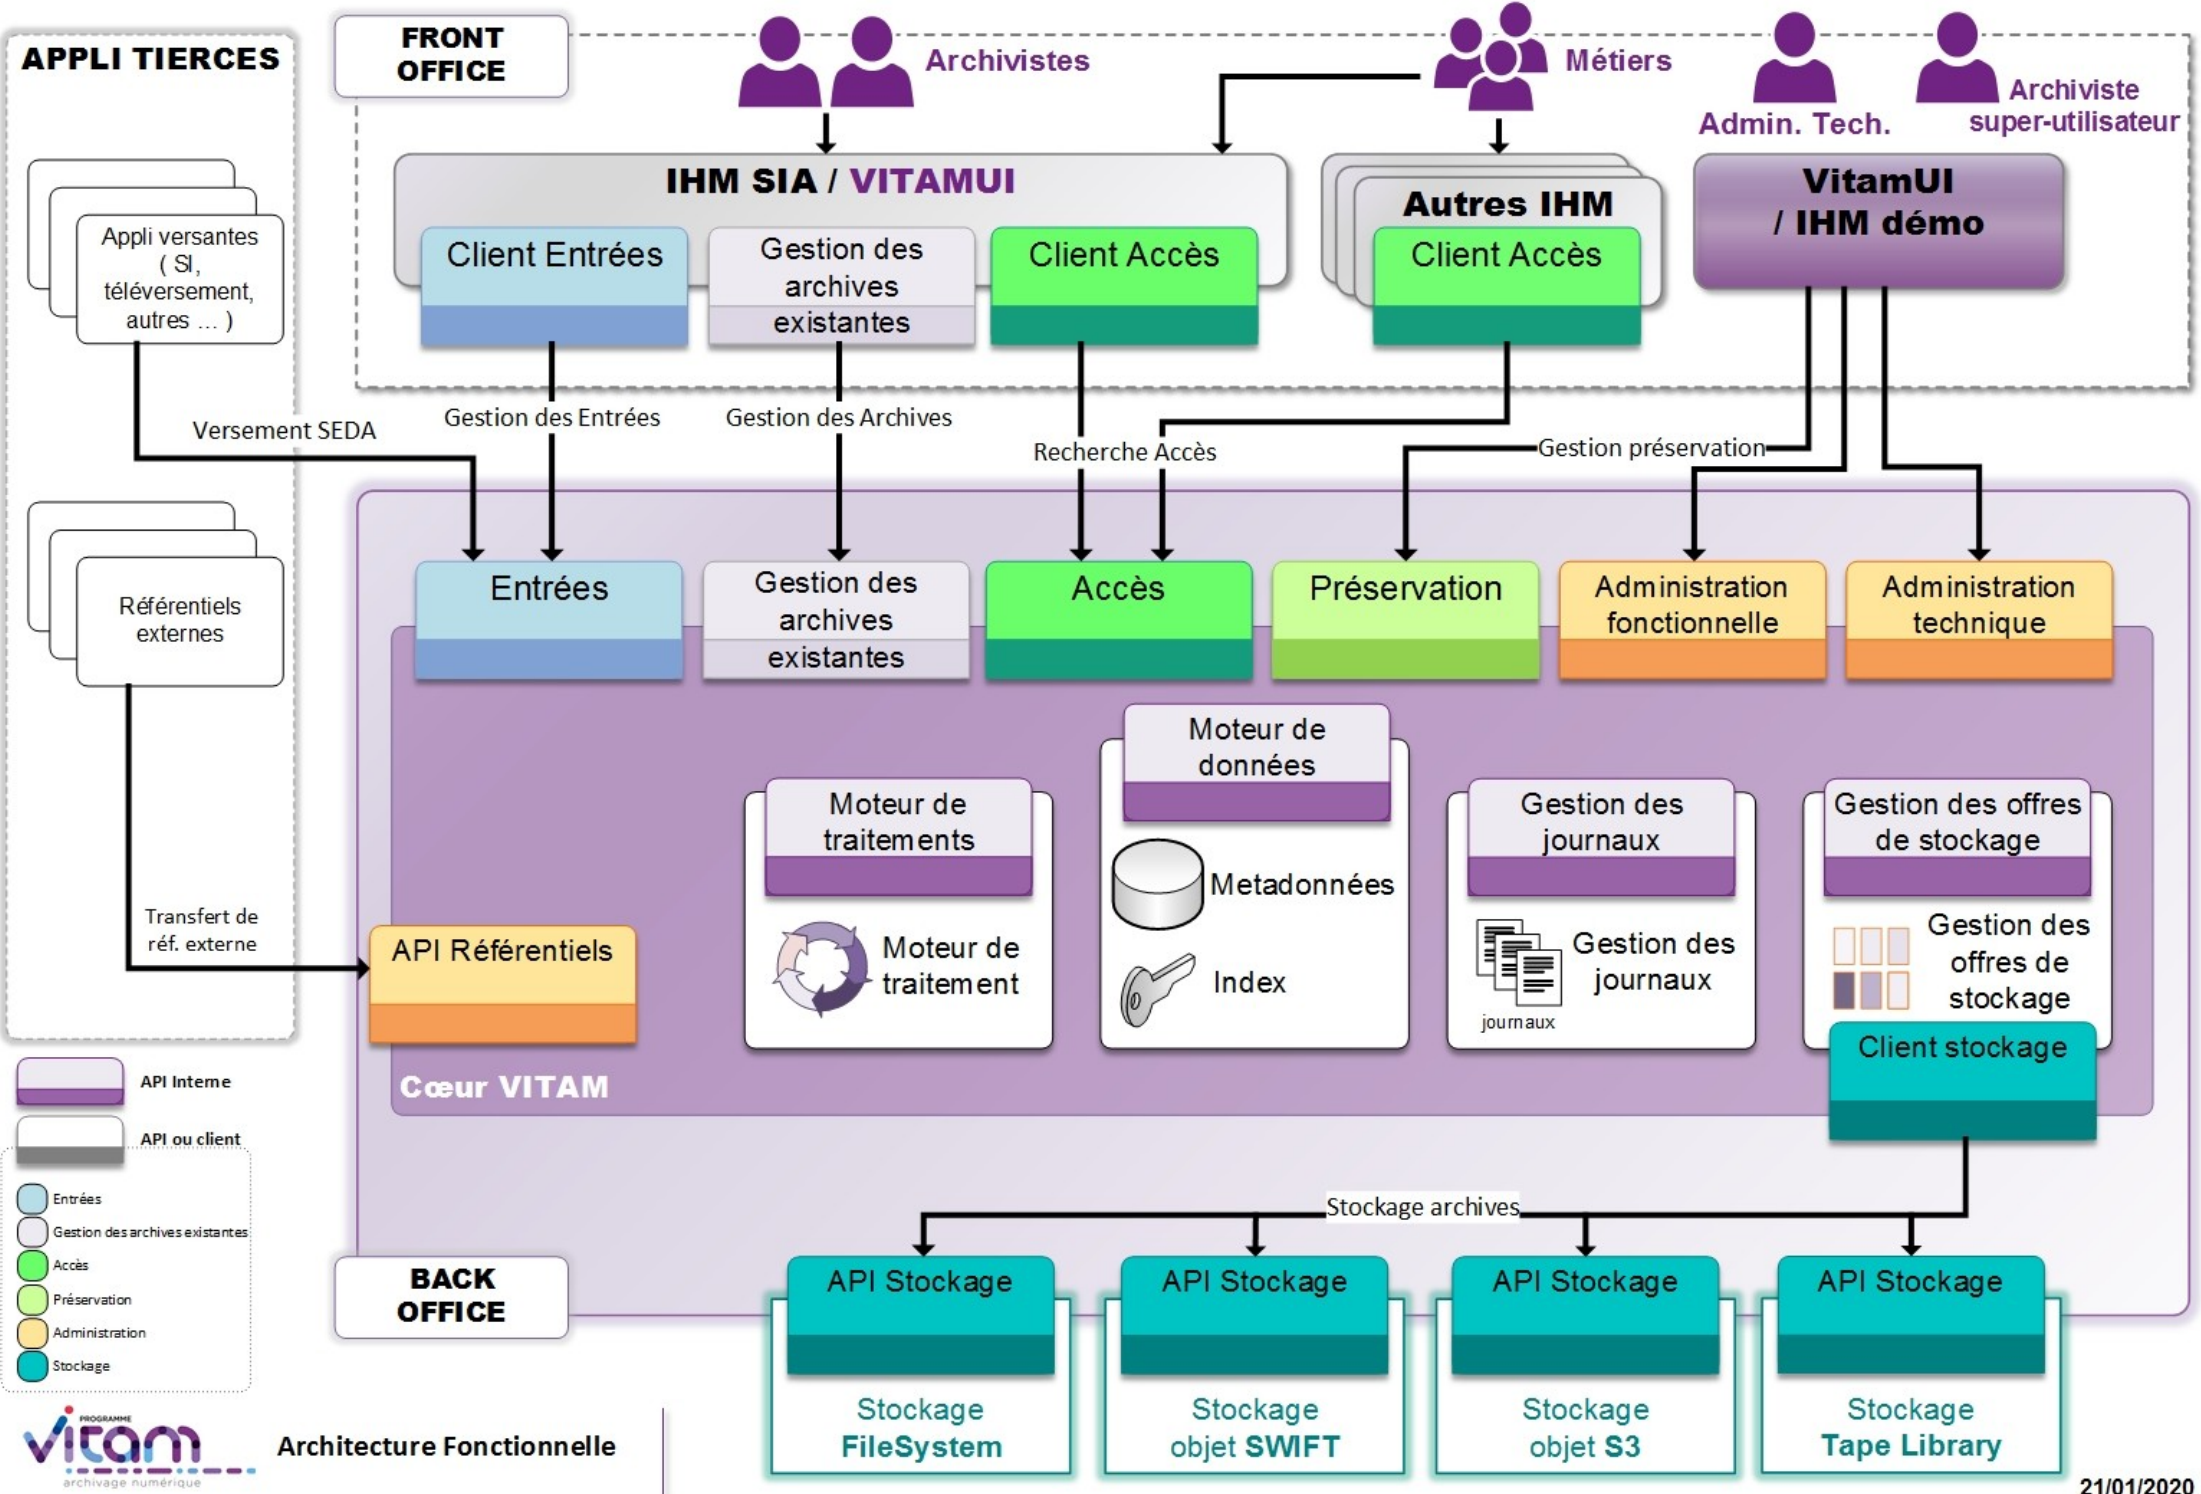 APPLI TIERCES
FRONT
OFFICE
Archivistes
Métiers
Admin. Tech.
Archiviste
super-utilisateur
IHM SIA / VITAMUI
Autres IHM
VitamUI
/ IHM démo
Client Entrées
Gestion des
archives
existantes
Client Accès
Client Accès
Appli versantes
( SI,
téléversement,
autres ... )
Versement SEDA
Gestion des Entrées
Gestion des Archives
Recherche Accès
Gestion préservation
Référentiels
externes
Entrées
Gestion des
archives
existantes
Accès
Préservation
Administration
fonctionnelle
Administration
technique
Moteur de
traitements
Moteur de
traitement
Moteur de
données
Metadonnées
Index
Gestion des
journaux
Gestion des
journaux
journaux
Gestion des offres
de stockage
Gestion des
offres de
stockage
Client stockage
Transfert de
réf. externe
API Référentiels
Cœur VITAM
API Interne
API ou client
Entrées
Gestion des archives existantes
Accès
Préservation
Administration
Stockage
Stockage archives
BACK
OFFICE
API Stockage
Stockage
FileSystem
API Stockage
Stockage
objet SWIFT
API Stockage
Stockage
objet S3
API Stockage
Stockage
Tape Library
PROGRAMME
vitam
archivage numérique
Architecture Fonctionnelle
21/01/2020